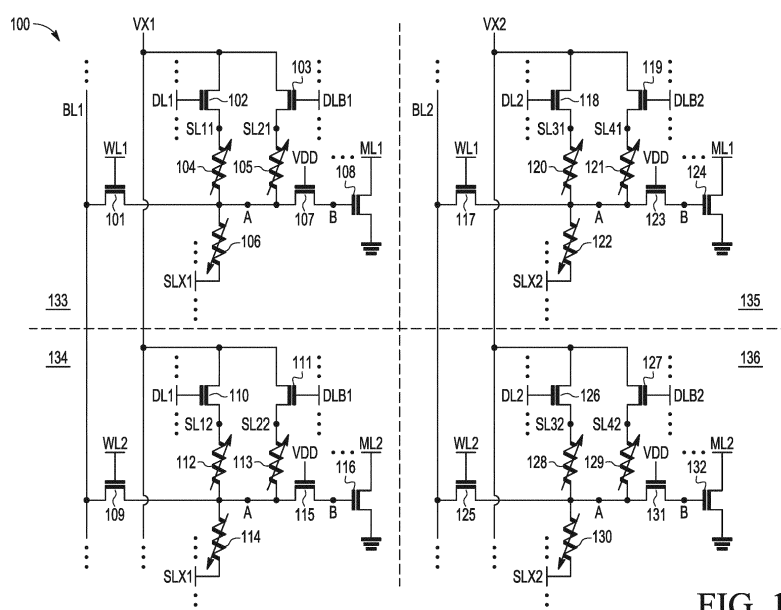 100
VX1
VX2
103
119
BL1
DL1
102
DLB1
BL2
DL2
118
DLB2
SL11
SL21
SL31
SL41
WL1
VDD
ML1
WL1
VDD
ML1
104
105
108
120
121
124
101
A
107
B
117
A
123
B
106
122
SLX1
SLX2
133
135
134
136
111
127
DL1
110
DLB1
DL2
126
DLB2
SL12
SL22
SL32
SL42
WL2
VDD
ML2
WL2
VDD
ML2
112
113
116
128
129
132
109
A
115
B
125
A
131
B
114
130
SLX1
SLX2
FIG. 1